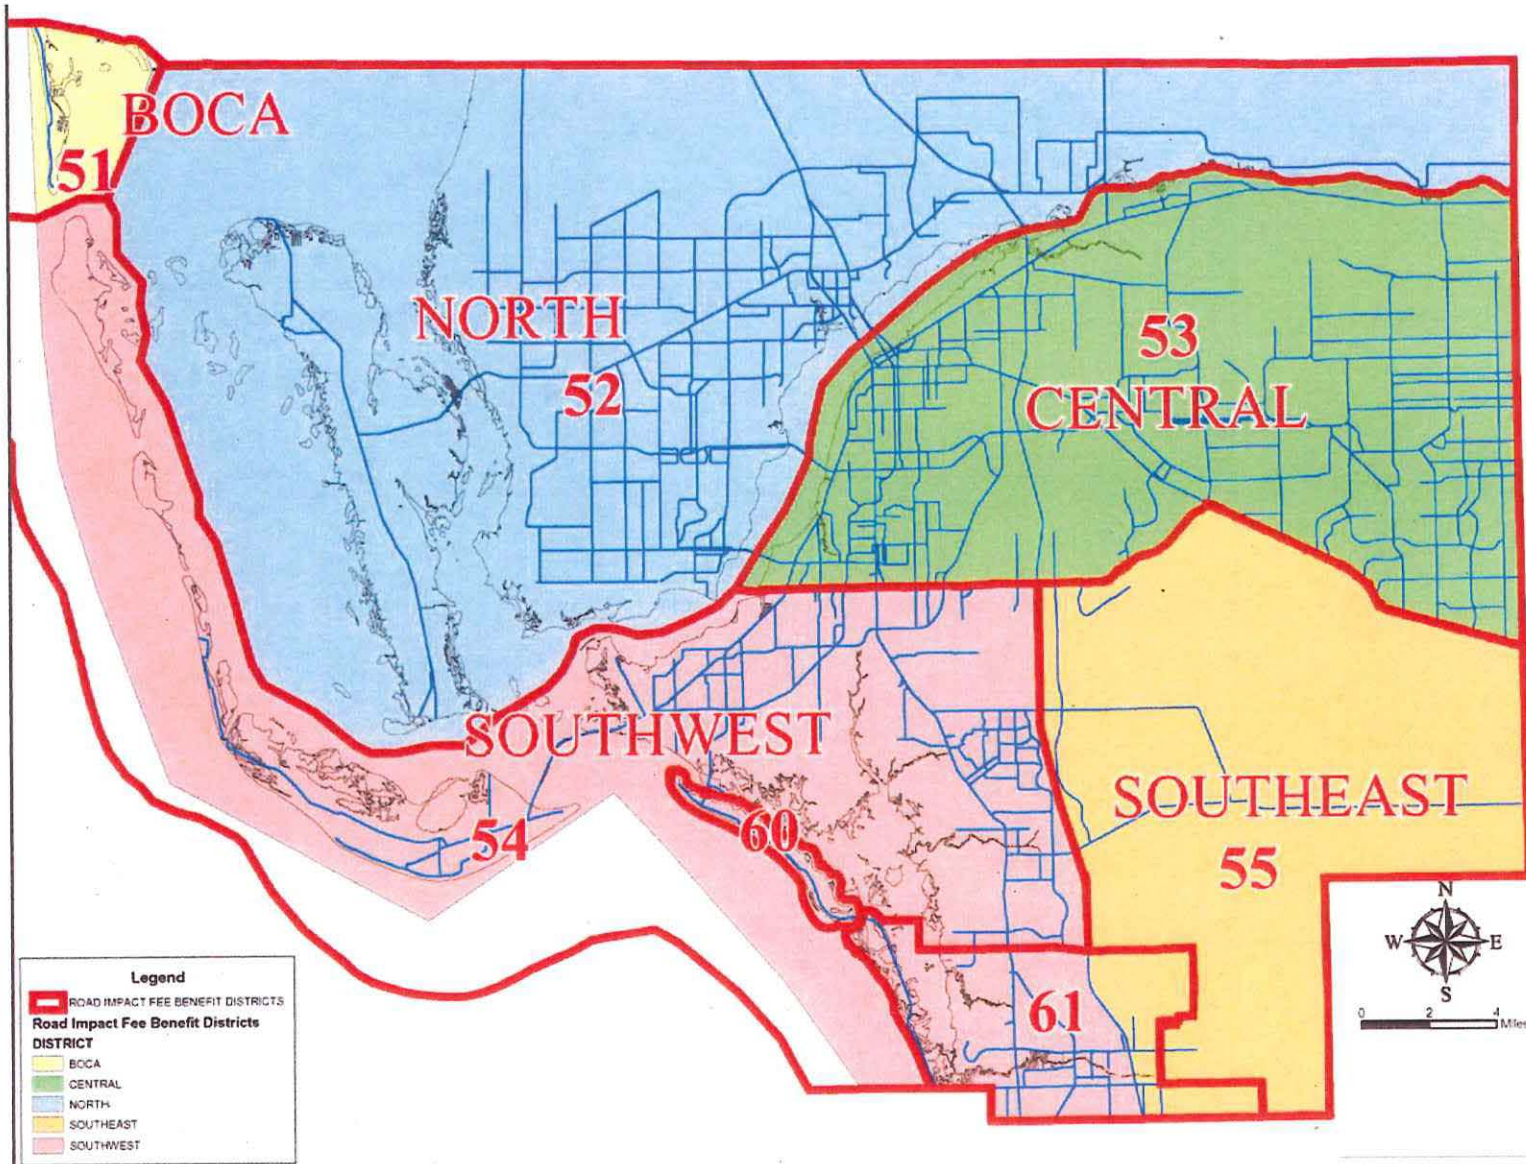 BOCA
51
NORTH
52
53
CENTRAL
SOUTHWEST
54
60
SOUTHEAST
55
61
N
W E
S
0 2 4
Miles
Legend
ROAD IMPACT FEE BENEFIT DISTRICTS
Road Impact Fee Benefit Districts
DISTRICT
BOCA
CENTRAL
NORTH
SOUTHEAST
SOUTHWEST